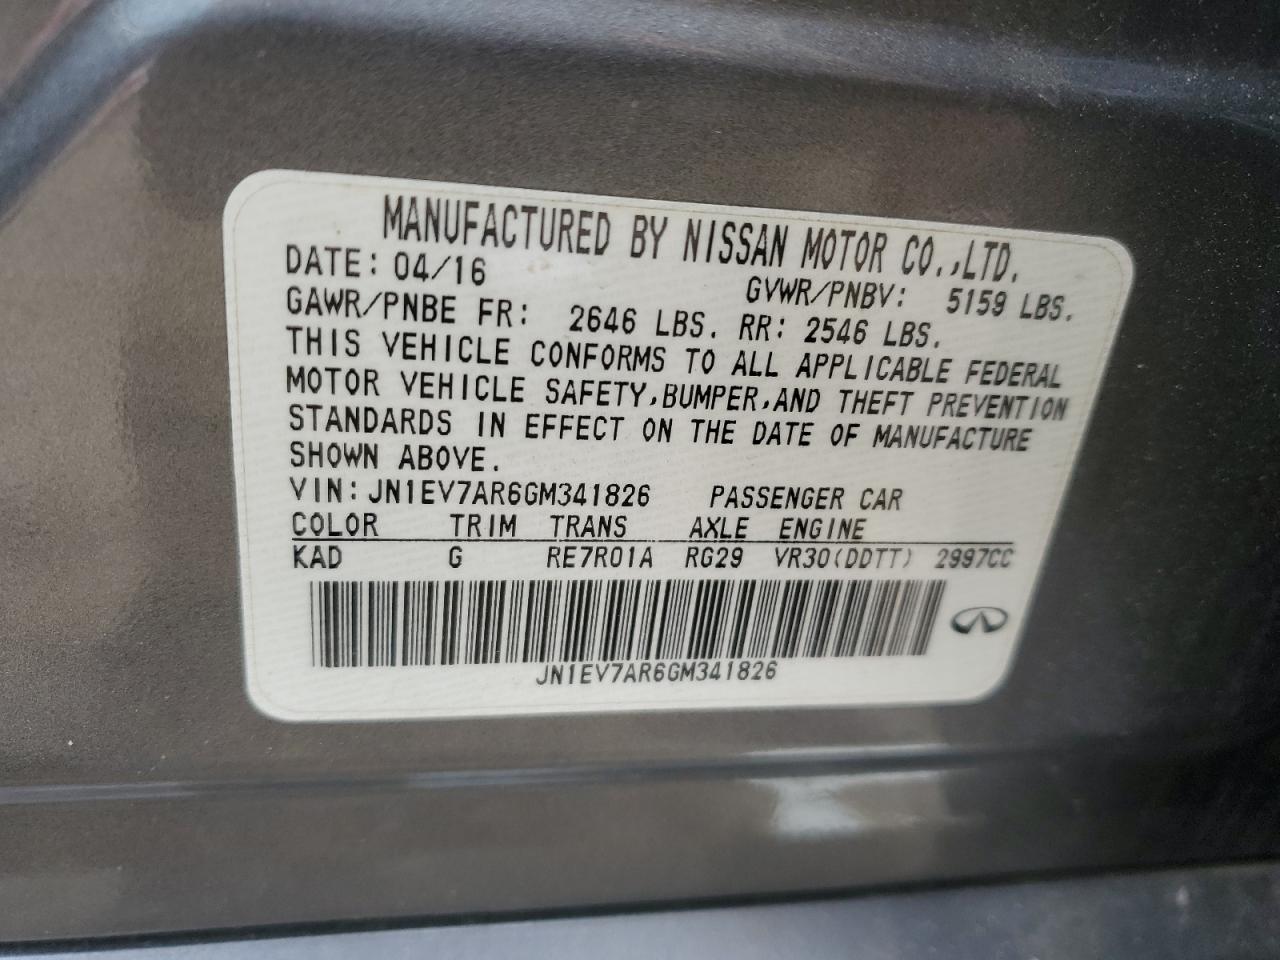 MANUFACTURED BY NISSAN MOTOR CO.,LTD.
DATE: 04/16 GVWR/PNBV: 5159 LBS.
GAWR/PNBE FR: 2646 LBS. RR: 2546 LBS.
THIS VEHICLE CONFORMS TO ALL APPLICABLE FEDERAL
MOTOR VEHICLE SAFETY,BUMPER,AND THEFT PREVENTION
STANDARDS IN EFFECT ON THE DATE OF MANUFACTURE
SHOWN ABOVE.
VIN: JN1EV7AR6GM341826 PASSENGER CAR
COLOR TRIM TRANS AXLE ENGINE
KAD G RE7R01A RG29 VR30(DDTT) 2997CC
JN1EV7AR6GM341826